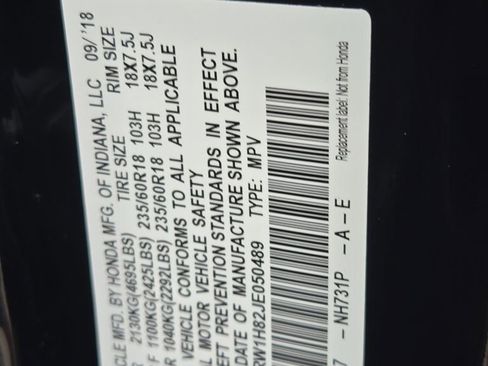 CLE MFD. BY HONDA MFG. OF INDIANA, LLC 09/'18
TIRE SIZE RIM SIZE
2130KG(4695LBS)
F 1100KG(2425LBS) 235/60R18 103H 18X7.5J
R 1040KG(2292LBS) 235/60R18 103H 18X7.5J
VEHICLE CONFORMS TO ALL APPLICABLE
L MOTOR VEHICLE SAFETY
EFT PREVENTION STANDARDS IN EFFECT
DATE OF MANUFACTURE SHOWN ABOVE.
RW1H82JE050489 TYPE: MPV
7 - NH731P - A - E
Replacement label: Not from Honda